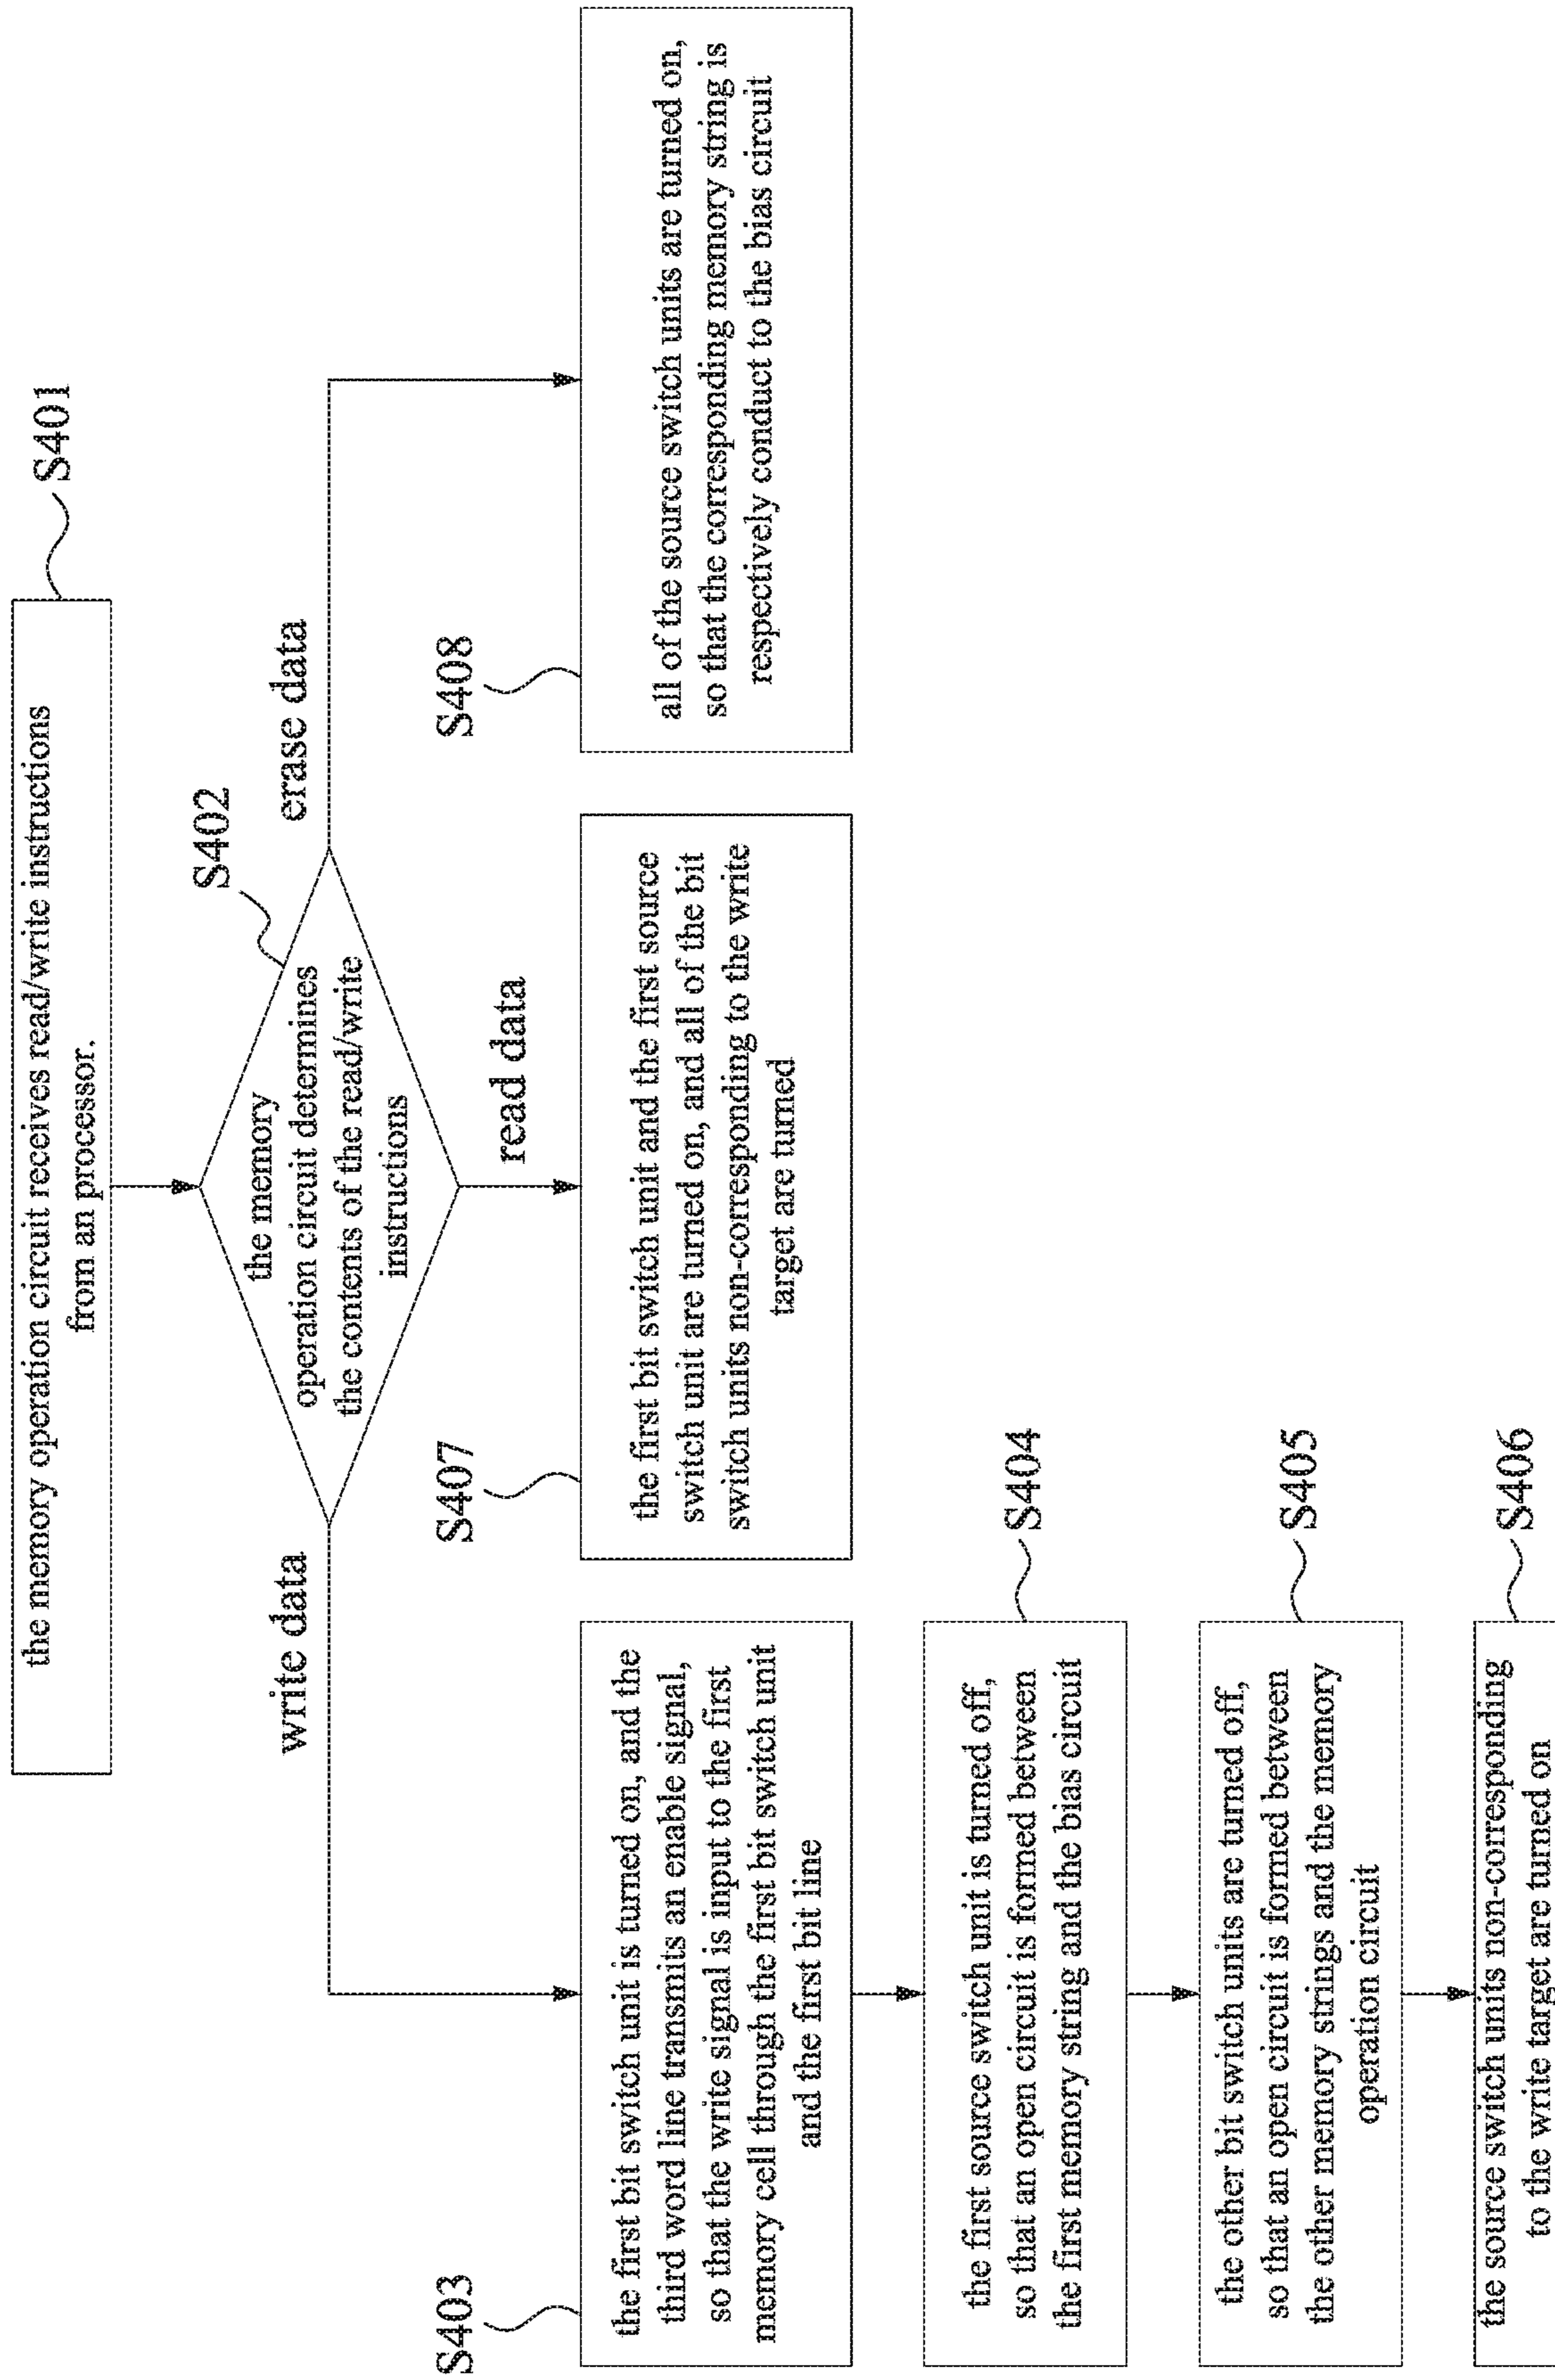 the memory operation circuit receives read/write instructions
from an processor.
S401
S402
the memory
operation circuit determines
the contents of the read/write
instructions
write data
read data
erase data
S403
the first bit switch unit is turned on, and the
third word line transmits an enable signal,
so that the write signal is input to the first
memory cell through the first bit switch unit
and the first bit line
S407
the first bit switch unit and the first source
switch unit are turned on, and all of the bit
switch units non-corresponding to the write
target are turned
S408
all of the source switch units are turned on,
so that the corresponding memory string is
respectively conduct to the bias circuit
S404
the first source switch unit is turned off,
so that an open circuit is formed between
the first memory string and the bias circuit
S405
the other bit switch units are turned off,
so that an open circuit is formed between
the other memory strings and the memory
operation circuit
S406
the source switch units non-corresponding
to the write target are turned on